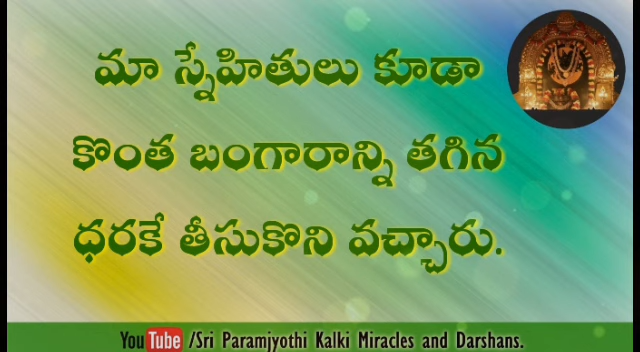 మా స్నేహితులు కూడా
కొంత బంగారాన్ని తగిన
ధరకే తీసుకొని వచ్చారు.
YouTube /Sri Paramjyothi Kalki Miracles and Darshans.